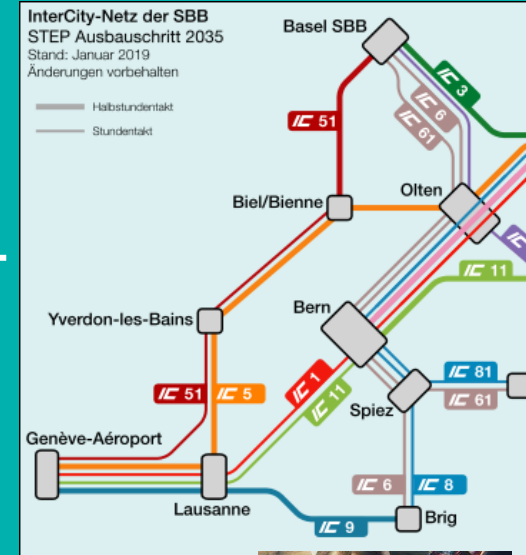 InterCity-Netz der SBB
STEP Ausbauschritt 2035
Stand: Januar 2019
Änderungen vorbehalten
Halbstundentakt
Stundentakt
Basel SBB
IC 3
IC 6
IC 61
IC 51
Biel/Bienne
Olten
IC
IC 11
Bern
Yverdon-les-Bains
IC 81
IC 61
IC 1
IC 11
IC 51
IC 5
Spiez
Genève-Aéroport
IC 6
IC 8
Lausanne
Brig
IC 9